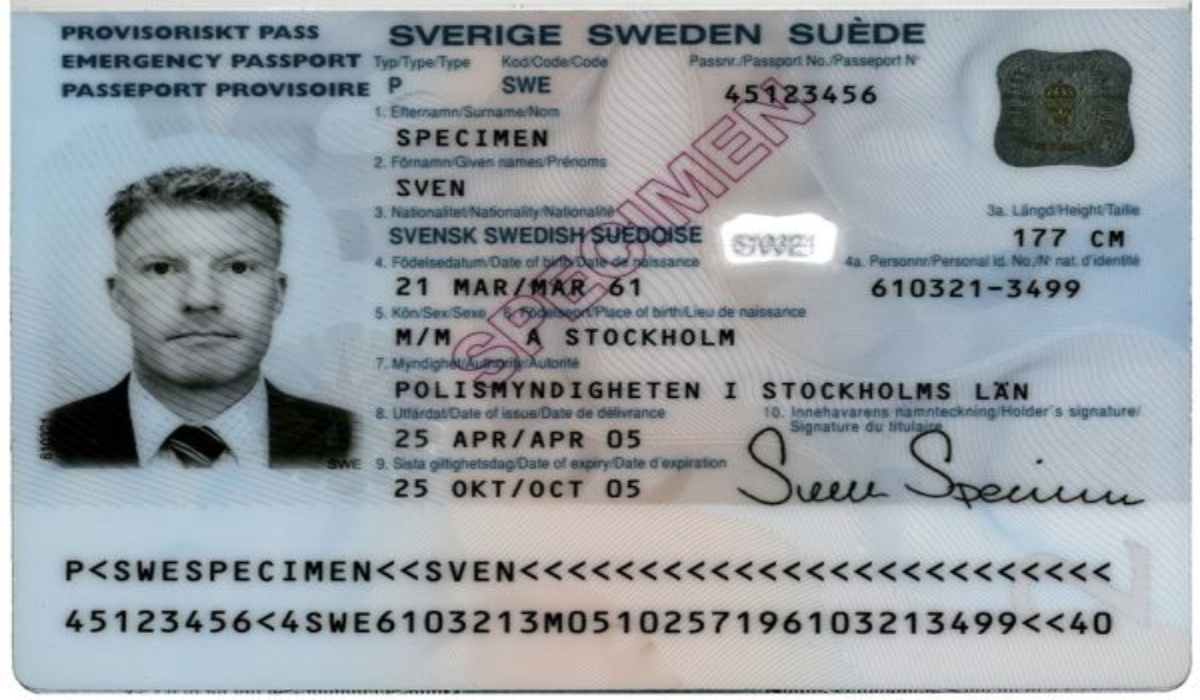 PROVISORISKT PASS
EMERGENCY PASSPORT
PASSEPORT PROVISOIRE
SVERIGE SWEDEN SUÈDE
Typ/Type/Type Kod/Code/Code Passnr./Passport No./Passeport N°
P SWE 45123456
1. Efternamn/Surname/Nom
SPECIMEN
2. Förnamn/Given names/Prénoms
SVEN
3. Nationalitet/Nationality/Nationalité 3a. Längd/Height/Taille
SVENSK SWEDISH SUEDOISE 610321 177 CM
4. Födelsedatum/Date of birth/Date de naissance 4a. Personnr/Personal Id. No./N° nat. d'identité
21 MAR/MAR 61 610321-3499
5. Kön/Sex/Sexe 6. Födelseort/Place of birth/Lieu de naissance
M/M A STOCKHOLM
7. Myndighet/Authority/Autorité
POLISMYNDIGHETEN I STOCKHOLMS LÄN
8. Utfärdat/Date of issue/Date de délivrance 10. Innehavarens namnteckning/Holder's signature/
Signature du titulaire
25 APR/APR 05
SWE 9. Sista giltighetsdag/Date of expiry/Date d'expiration
25 OKT/OCT 05 Sven Specimen
SPECIMEN
P<SWESPECIMEN<<SVEN<<<<<<<<<<<<<<<<<<<<<<<<<
45123456<4SWE6103213M0510257196103213499<<40